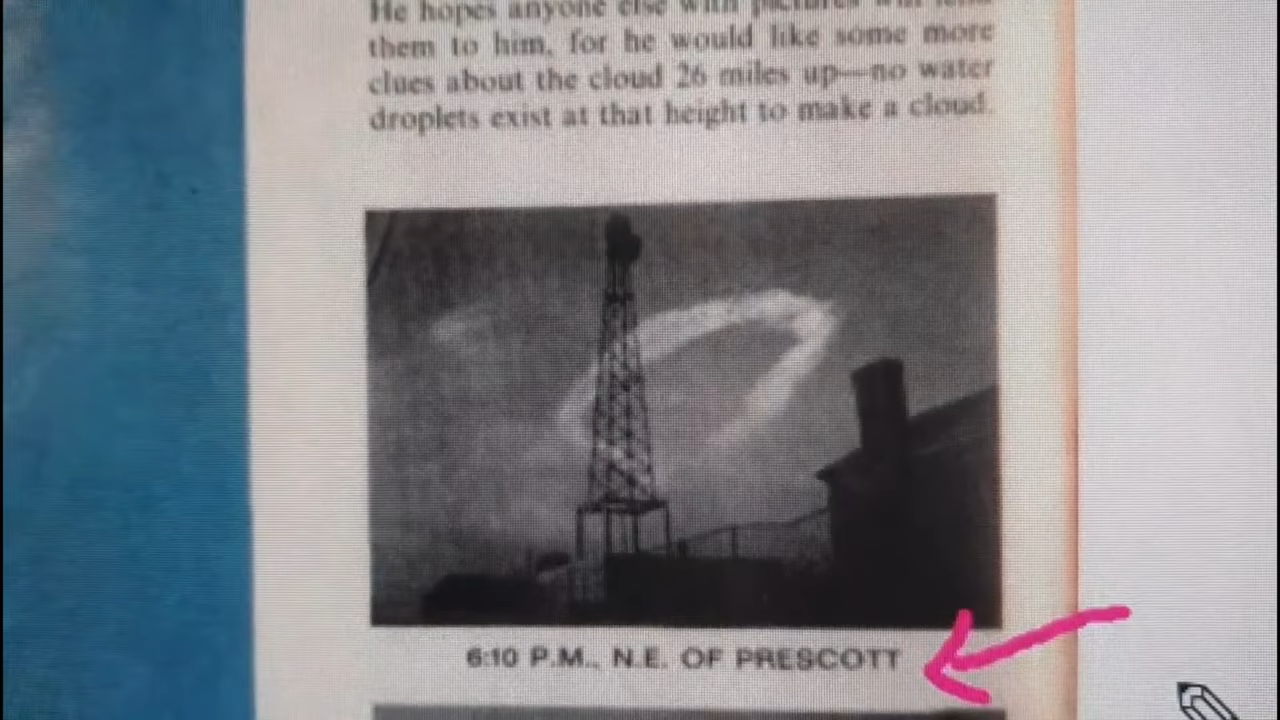 He hopes anyone else with pictures will lend
them to him, for he would like some more
clues about the cloud 26 miles up—no water
droplets exist at that height to make a cloud.
6:10 P.M., N.E. OF PRESCOTT